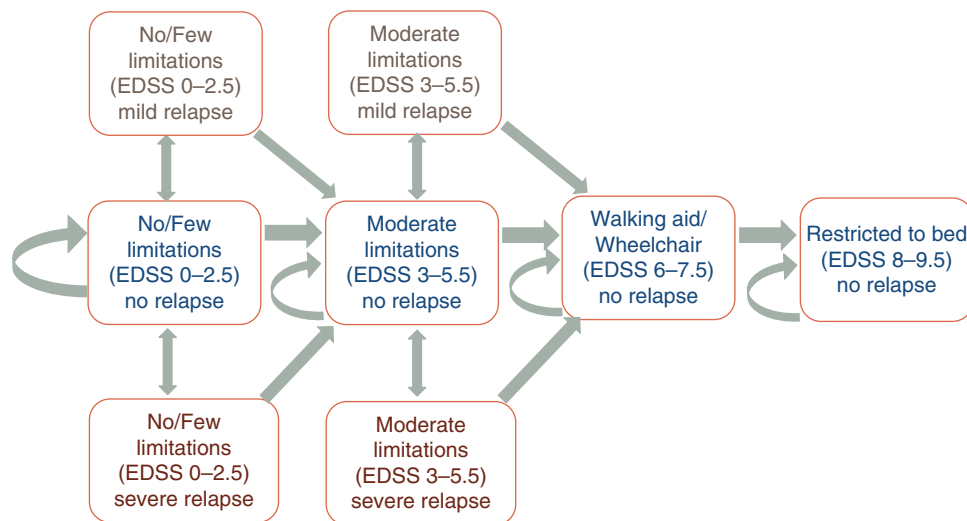 No/Few
limitations
(EDSS 0–2.5)
mild relapse
Moderate
limitations
(EDSS 3–5.5)
mild relapse
No/Few
limitations
(EDSS 0–2.5)
no relapse
Moderate
limitations
(EDSS 3–5.5)
no relapse
Walking aid/
Wheelchair
(EDSS 6–7.5)
no relapse
Restricted to bed
(EDSS 8–9.5)
no relapse
No/Few
limitations
(EDSS 0–2.5)
severe relapse
Moderate
limitations
(EDSS 3–5.5)
severe relapse